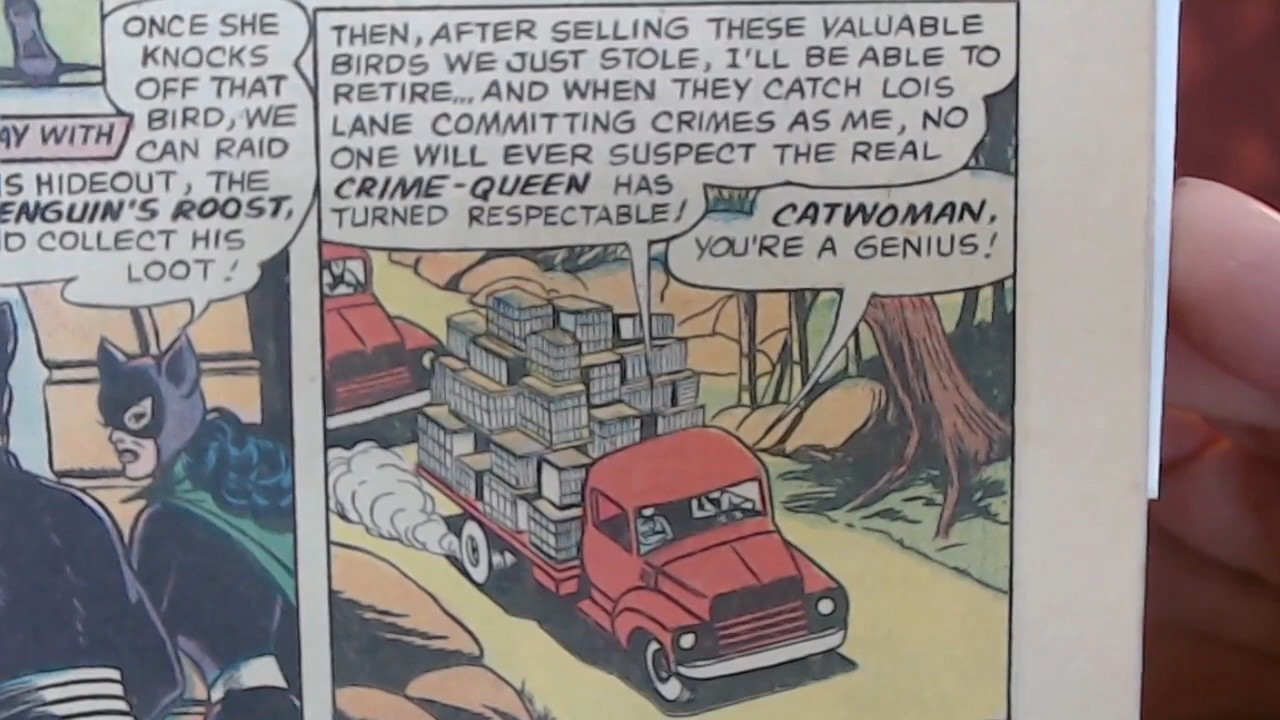 ONCE SHE
KNOCKS
OFF THAT
BIRD, WE
CAN RAID
HIDEOUT, THE
ROOST,
COLLECT HIS
LOOT!
AY WITH
THEN, AFTER SELLING THESE VALUABLE
BIRDS WE JUST STOLE, I'LL BE ABLE TO
RETIRE... AND WHEN THEY CATCH LOIS
LANE COMMITTING CRIMES AS ME, NO
ONE WILL EVER SUSPECT THE REAL
CRIME-QUEEN HAS
TURNED RESPECTABLE!
CATWOMAN,
YOU'RE A GENIUS!